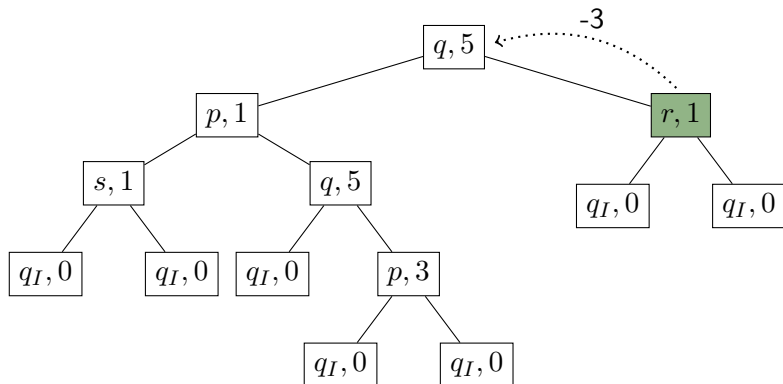 -3
q, 5
p, 1 r, 1
s, 1 q, 5 q_I, 0 q_I, 0
q_I, 0 q_I, 0 q_I, 0 p, 3
q_I, 0 q_I, 0